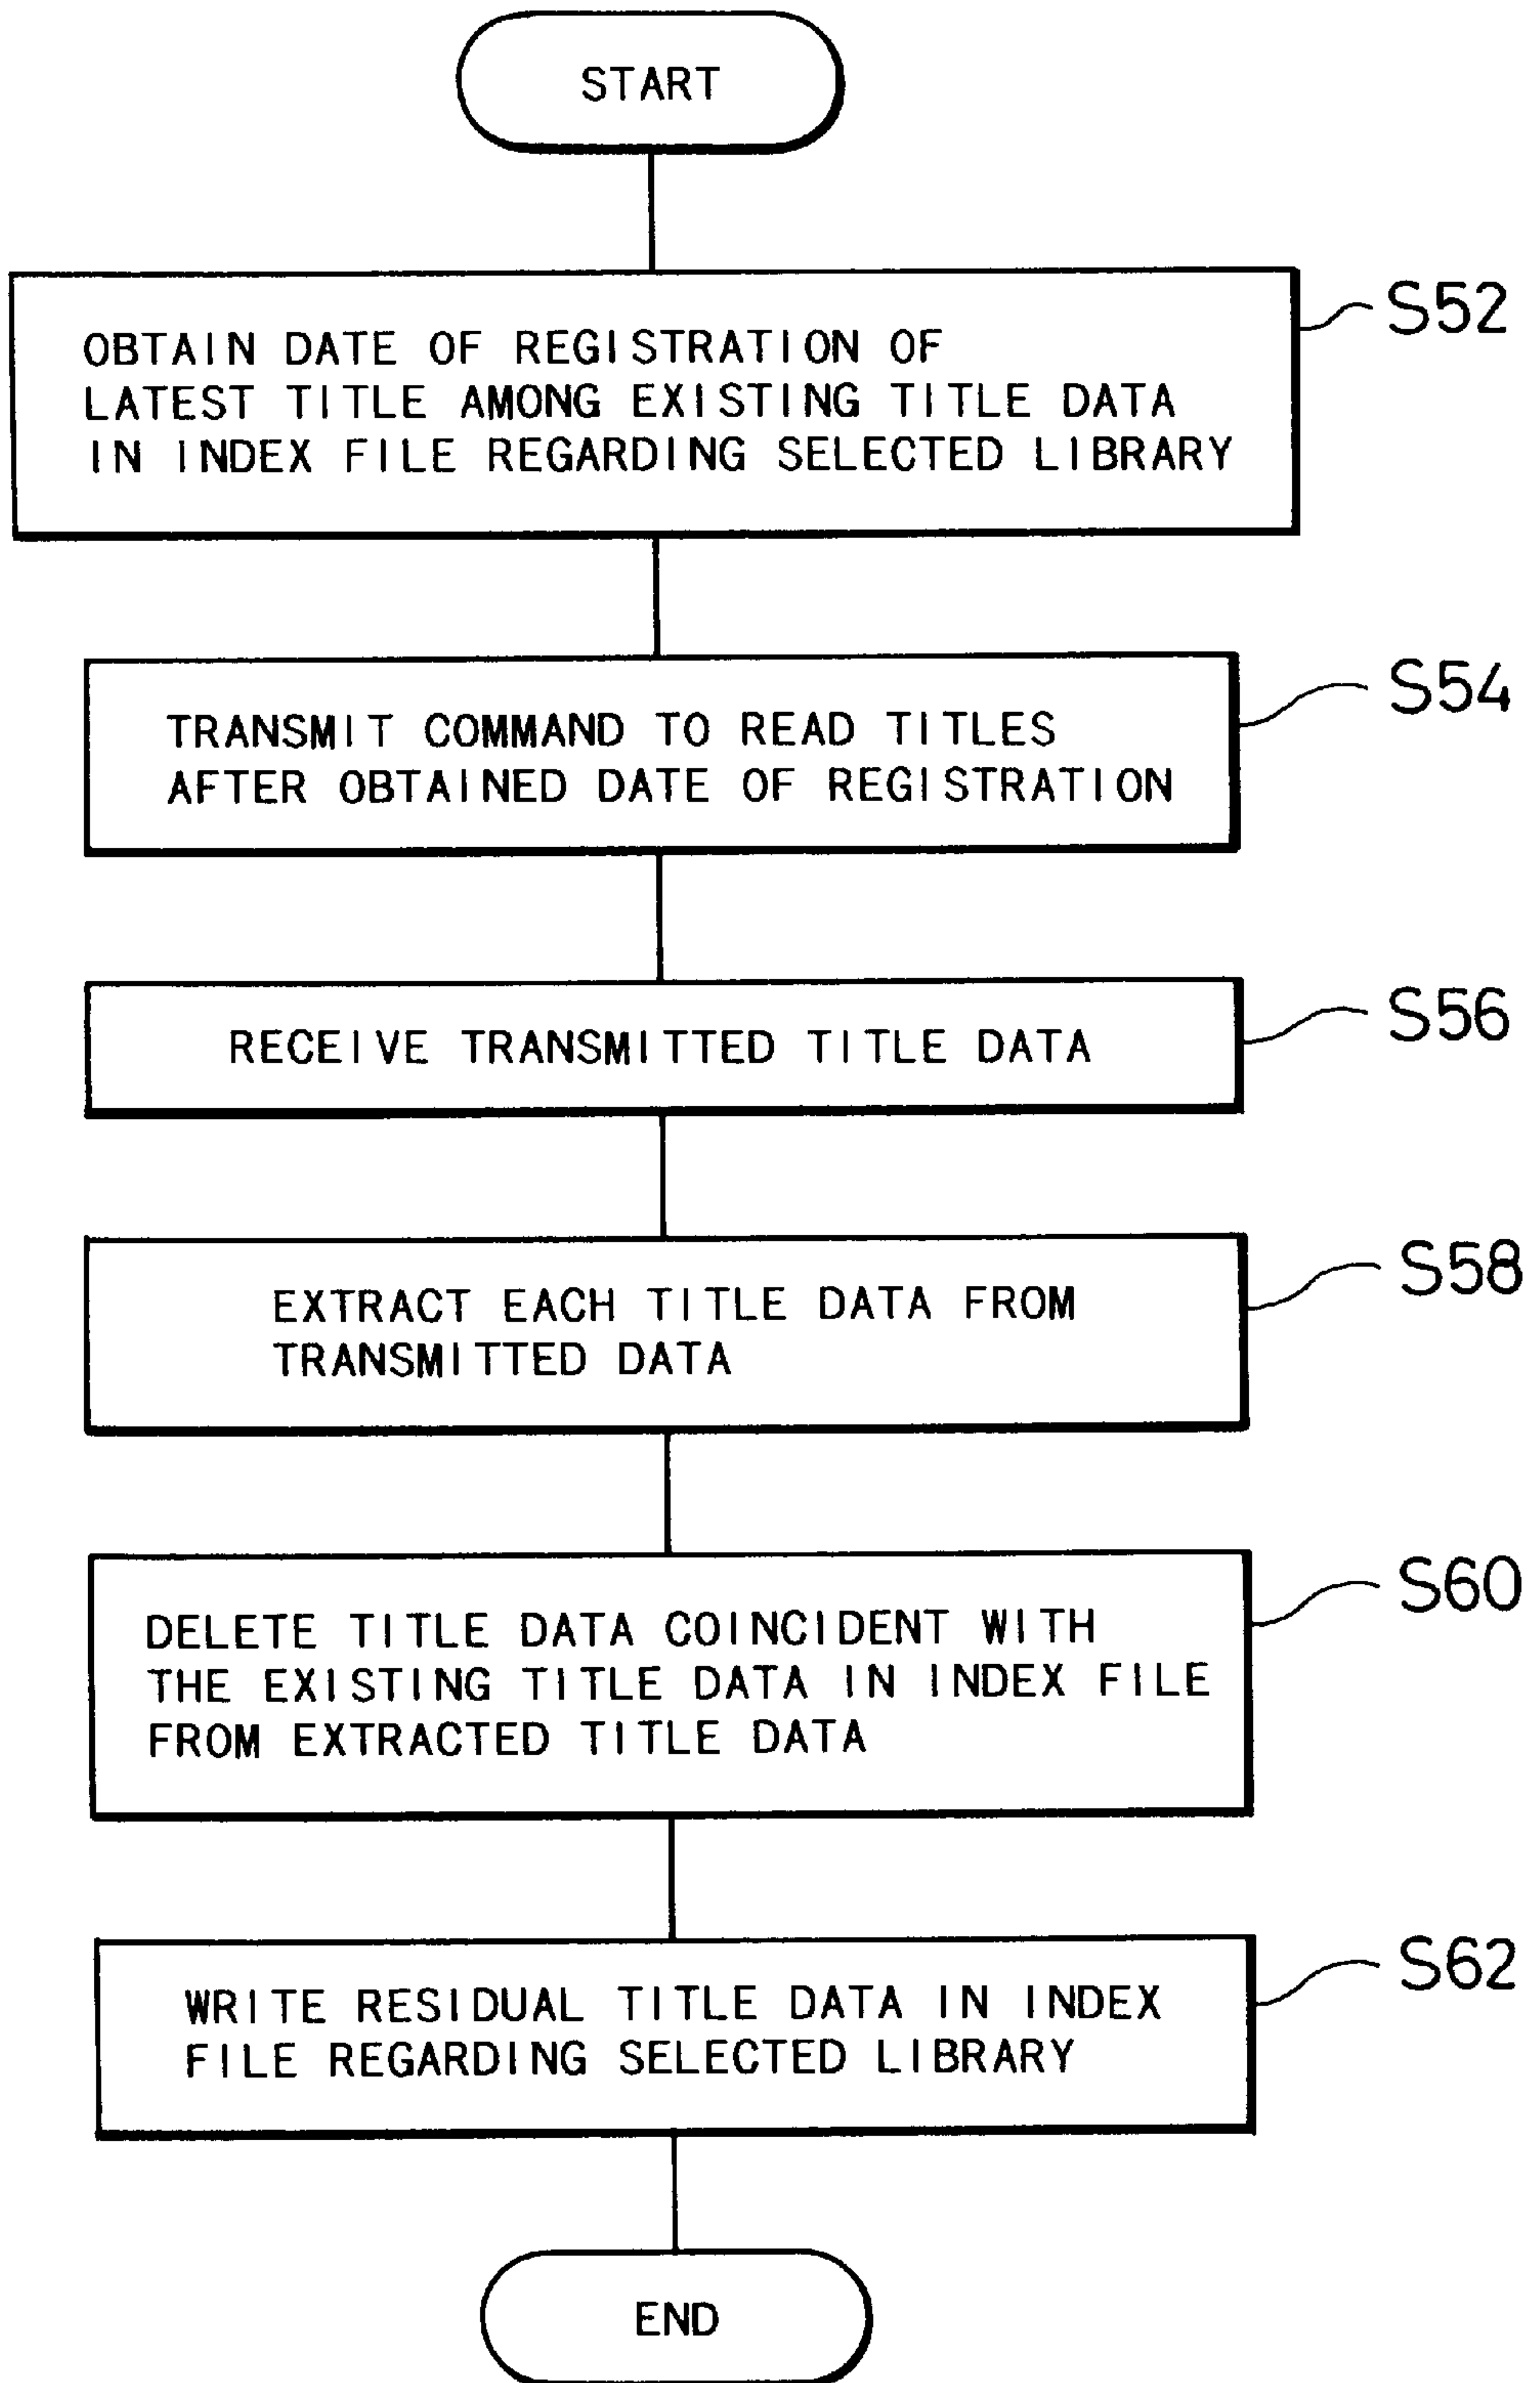 START
OBTAIN DATE OF REGISTRATION OF
LATEST TITLE AMONG EXISTING TITLE DATA
IN INDEX FILE REGARDING SELECTED LIBRARY
S52
TRANSMIT COMMAND TO READ TITLES
AFTER OBTAINED DATE OF REGISTRATION
S54
RECEIVE TRANSMITTED TITLE DATA
S56
EXTRACT EACH TITLE DATA FROM
TRANSMITTED DATA
S58
DELETE TITLE DATA COINCIDENT WITH
THE EXISTING TITLE DATA IN INDEX FILE
FROM EXTRACTED TITLE DATA
S60
WRITE RESIDUAL TITLE DATA IN INDEX
FILE REGARDING SELECTED LIBRARY
S62
END